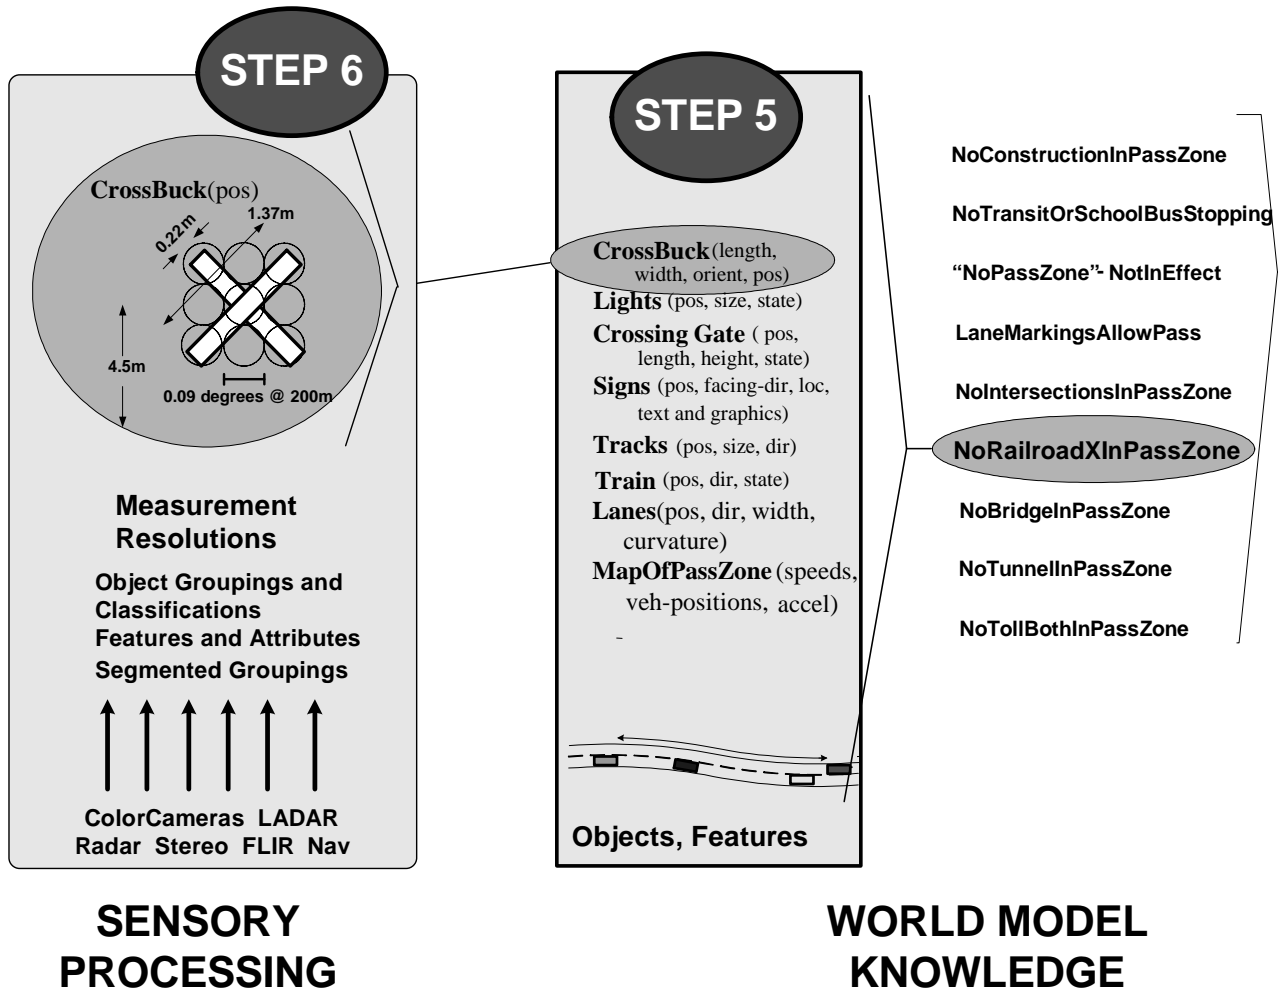 STEP 6
CrossBuck(pos)
0.22m
1.37m
4.5m
0.09 degrees @ 200m
Measurement
Resolutions
Object Groupings and
Classifications
Features and Attributes
Segmented Groupings
ColorCameras LADAR
Radar Stereo FLIR Nav
SENSORY
PROCESSING
STEP 5
CrossBuck(length,
width, orient, pos)
Lights (pos, size, state)
Crossing Gate ( pos,
length, height, state)
Signs (pos, facing-dir, loc,
text and graphics)
Tracks (pos, size, dir)
Train (pos, dir, state)
Lanes(pos, dir, width,
curvature)
MapOfPassZone (speeds,
veh-positions, accel)
Objects, Features
NoConstructionInPassZone
NoTransitOrSchoolBusStopping
“NoPassZone”- NotInEffect
LaneMarkingsAllowPass
NoIntersectionsInPassZone
NoRailroadXInPassZone
NoBridgeInPassZone
NoTunnelInPassZone
NoTollBothInPassZone
WORLD MODEL
KNOWLEDGE